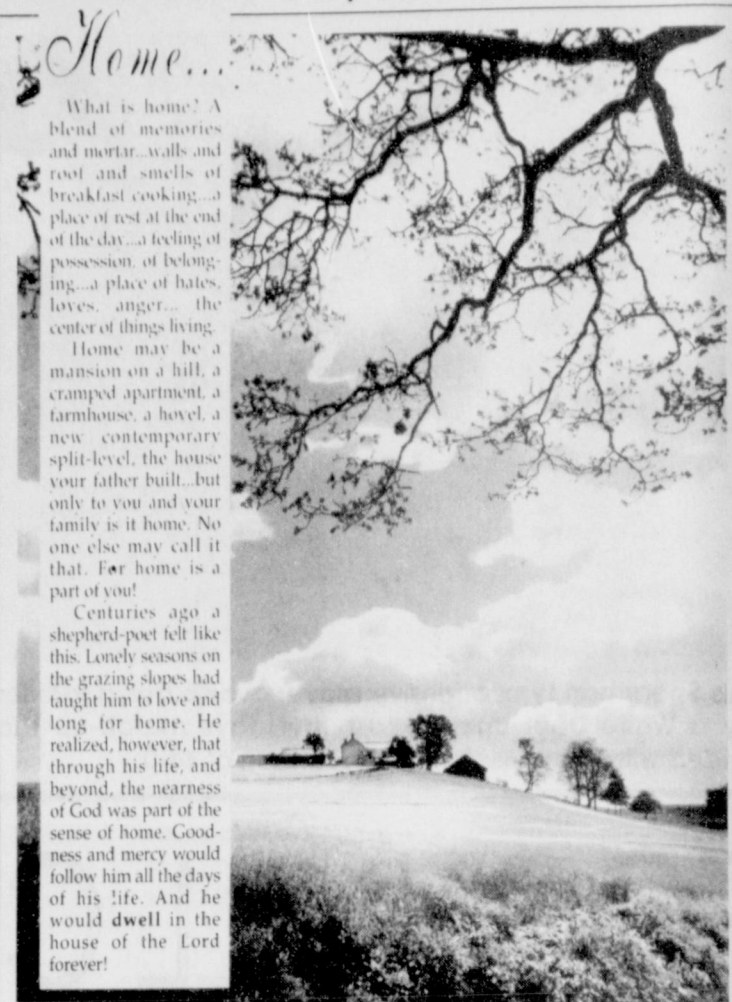 Home...
What is home? A
blend of memories
and mortar...walls and
roof and smells of
breakfast cooking...a
place of rest at the end
of the day...a feeling of
possession, of belong-
ing...a place of hates,
loves, anger... the
center of things living.
Home may be a
mansion on a hill, a
cramped apartment, a
farmhouse, a hovel, a
new contemporary
split-level, the house
your father built...but
only to you and your
family is it home. No
one else may call it
that. For home is a
part of you!
Centuries ago a
shepherd-poet felt like
this. Lonely seasons on
the grazing slopes had
taught him to love and
long for home. He
realized, however, that
through his life, and
beyond, the nearness
of God was part of the
sense of home. Good-
ness and mercy would
follow him all the days
of his life. And he
would dwell in the
house of the Lord
forever!